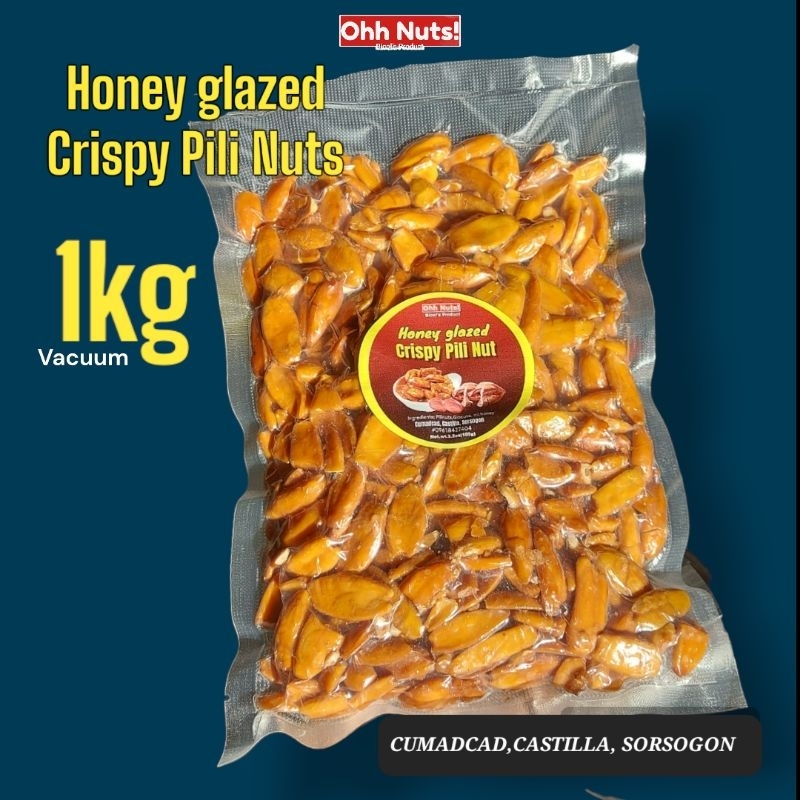 Ohh Nuts!
Honey glazed
Crispy Pili Nuts
1kg
Vacuum
Ohh Nuts!
Honey glazed
Crispy Pili Nut
Cumadcad, Castilla, Sorsogon
#09618437404
CUMADCAD,CASTILLA, SORSOGON